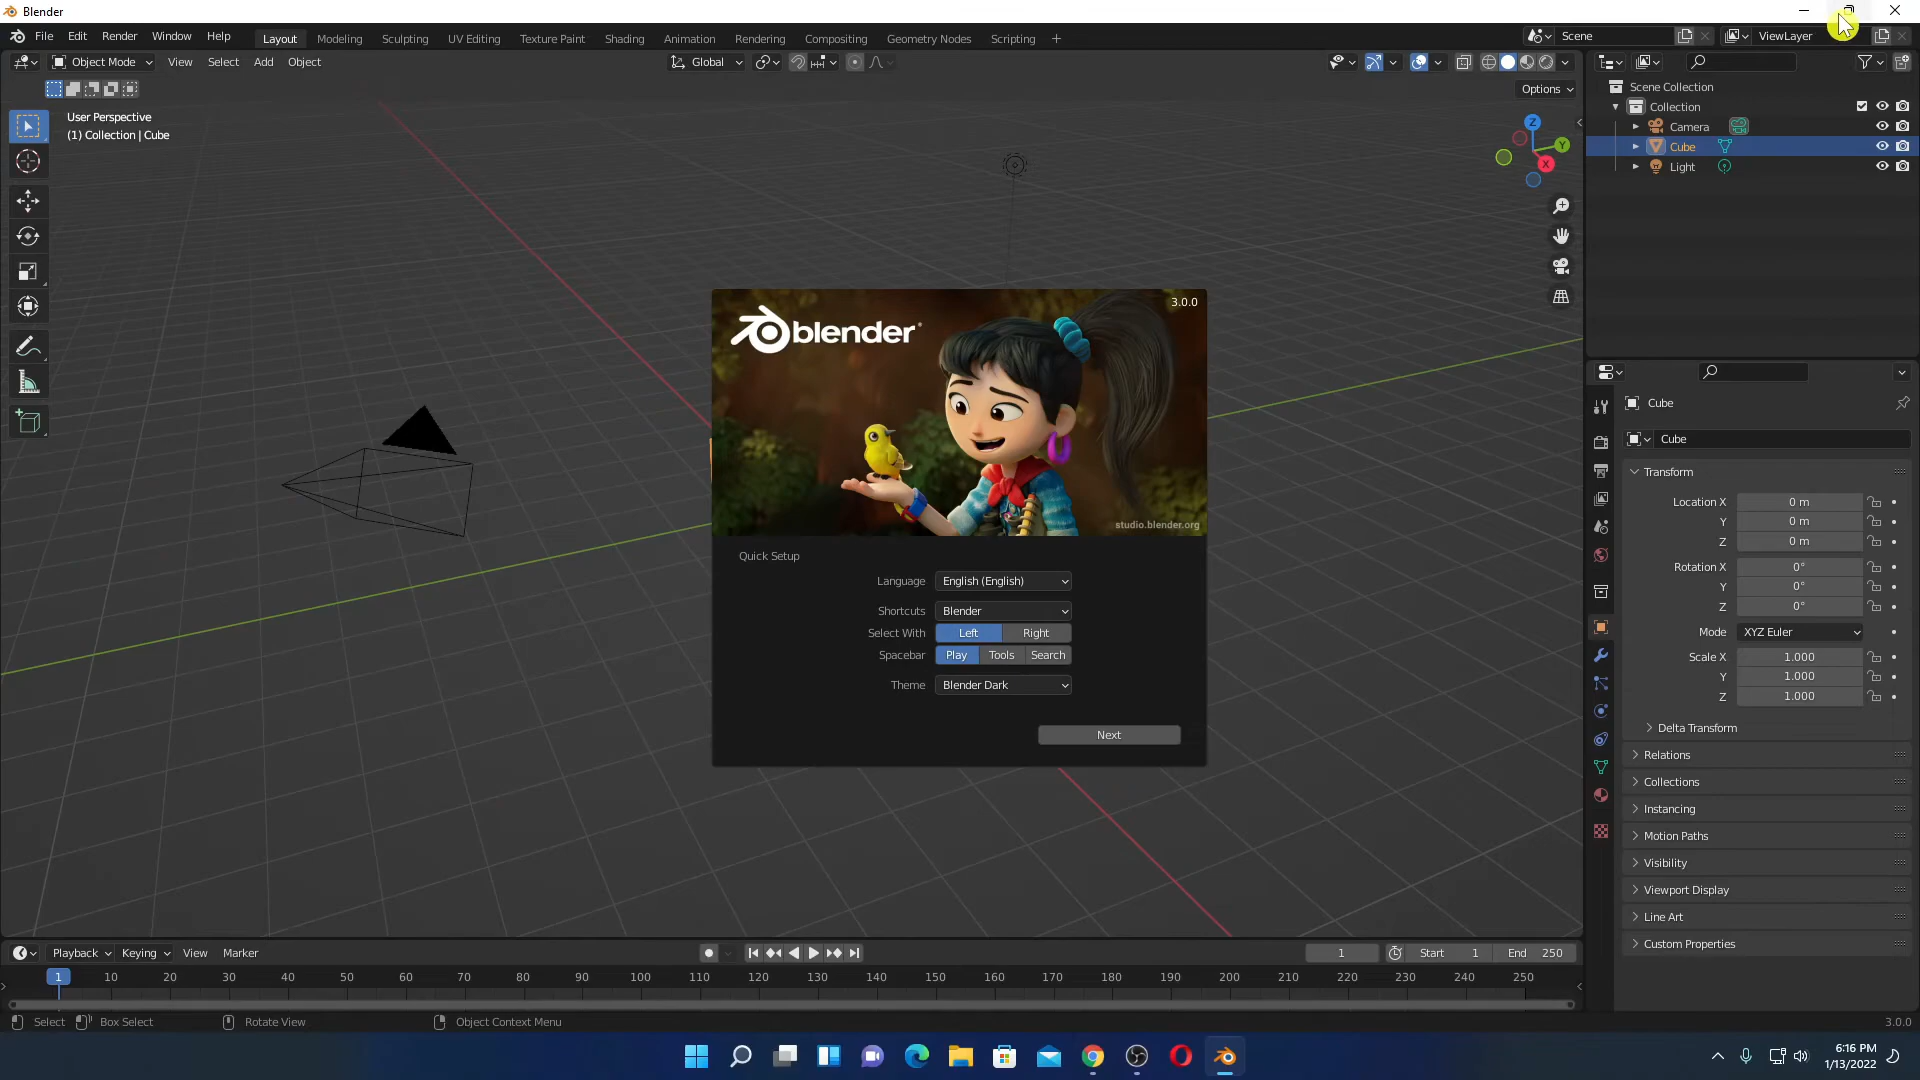 Blender
File Edit Render Window Help
Layout Modeling Sculpting UV Editing Texture Paint Shading Animation Rendering Compositing Geometry Nodes Scripting +
Scene
ViewLayer
Object Mode View Select Add Object
Global
Options
User Perspective
(1) Collection | Cube
Z
Y
X
Scene Collection
Collection
Camera
Cube
Light
blender
3.0.0
studio.blender.org
Quick Setup
Language English (English)
Shortcuts Blender
Select With Left Right
Spacebar Play Tools Search
Theme Blender Dark
Next
Cube
Cube
Transform
Location X 0 m
Y 0 m
Z 0 m
Rotation X 0°
Y 0°
Z 0°
Mode XYZ Euler
Scale X 1.000
Y 1.000
Z 1.000
Delta Transform
Relations
Collections
Instancing
Motion Paths
Visibility
Viewport Display
Line Art
Custom Properties
Playback Keying View Marker
1 Start 1 End 250
1 10 20 30 40 50 60 70 80 90 100 110 120 130 140 150 160 170 180 190 200 210 220 230 240 250
Select Box Select Rotate View Object Context Menu 3.0.0
6:16 PM
1/13/2022